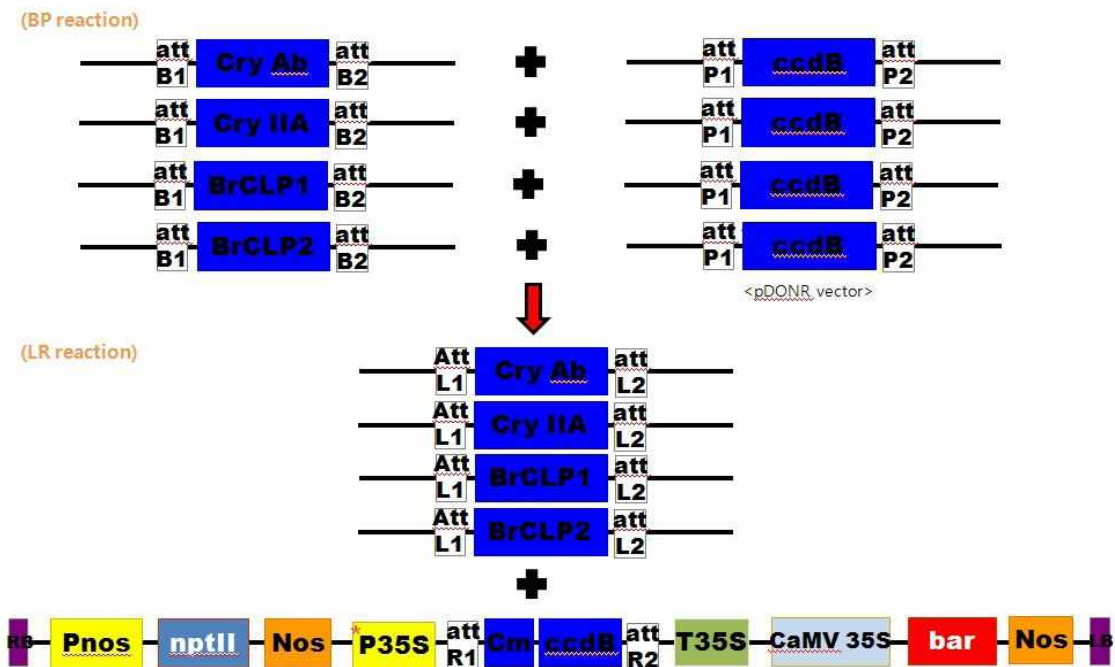 (BP reaction)
att B1 Cry Ab att B2 + att P1 ccdB att P2
att B1 Cry IIA att B2 + att P1 ccdB att P2
att B1 BrCLP1 att B2 + att P1 ccdB att P2
att B1 BrCLP2 att B2 + att P1 ccdB att P2
<pDONR vector>
(LR reaction)
Att L1 Cry Ab att L2
Att L1 Cry IIA att L2
Att L1 BrCLP1 att L2
Att L1 BrCLP2 att L2
+
RB Pnos nptII Nos *P35S att R1 Cm ccdB att R2 T35S CaMV 35S bar Nos LB